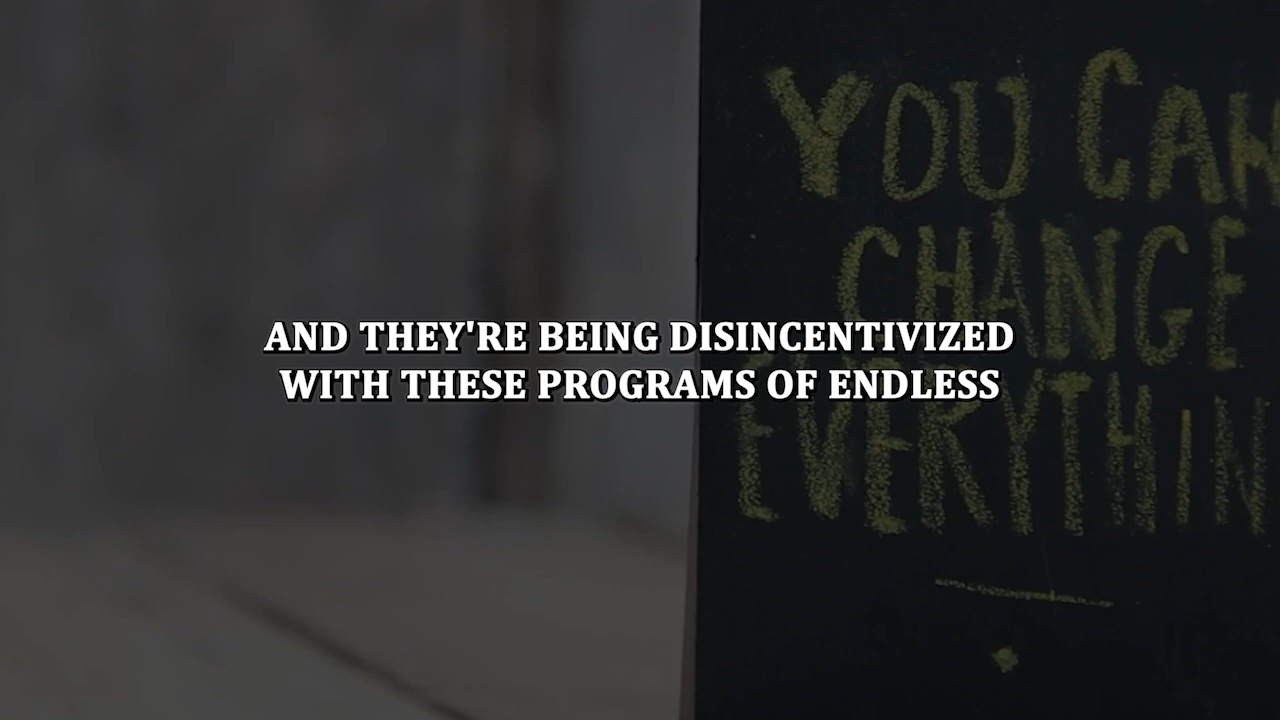 YOU CAN
CHANGE
EVERYTHIN
AND THEY'RE BEING DISINCENTIVIZED
WITH THESE PROGRAMS OF ENDLESS